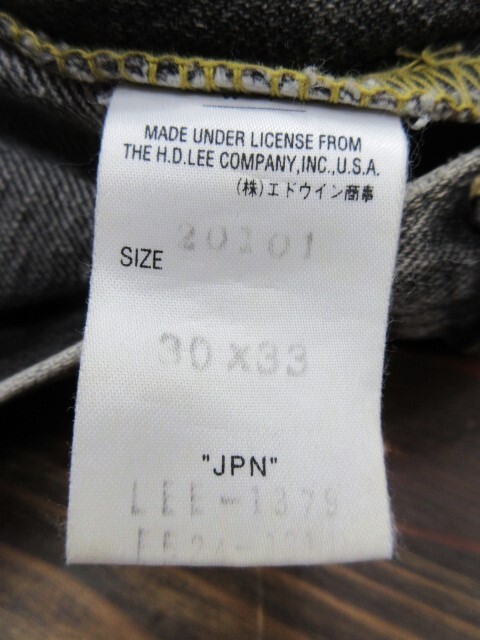 MADE UNDER LICENSE FROM
THE H.D.LEE COMPANY,INC.,U.S.A.
(株)エドウイン商事
20101
SIZE
30 X 33
"JPN"
LEE-1379